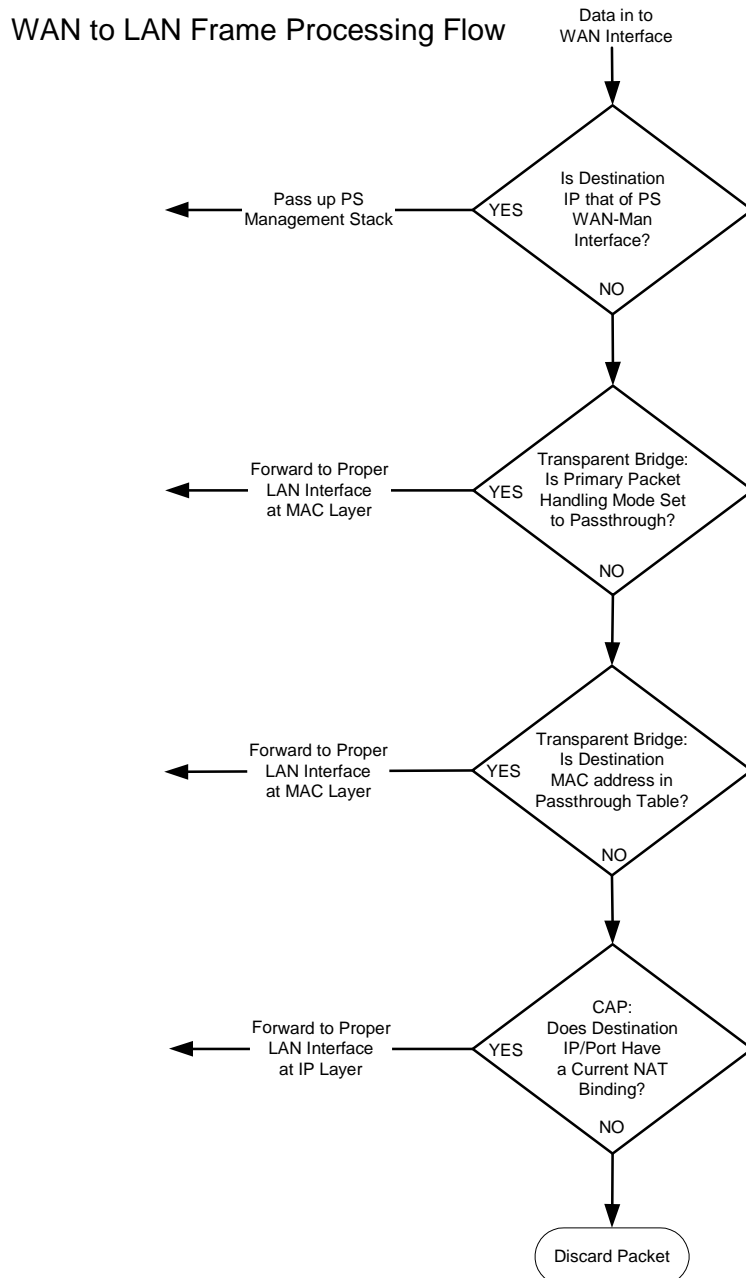 WAN to LAN Frame Processing Flow
Data in to
WAN Interface
Is Destination
IP that of PS
WAN-Man
Interface?
YES
Pass up PS
Management Stack
NO
Transparent Bridge:
Is Primary Packet
Handling Mode Set
to Passthrough?
YES
Forward to Proper
LAN Interface
at MAC Layer
NO
Transparent Bridge:
Is Destination
MAC address in
Passthrough Table?
YES
Forward to Proper
LAN Interface
at MAC Layer
NO
CAP:
Does Destination
IP/Port Have
a Current NAT
Binding?
YES
Forward to Proper
LAN Interface
at IP Layer
NO
Discard Packet